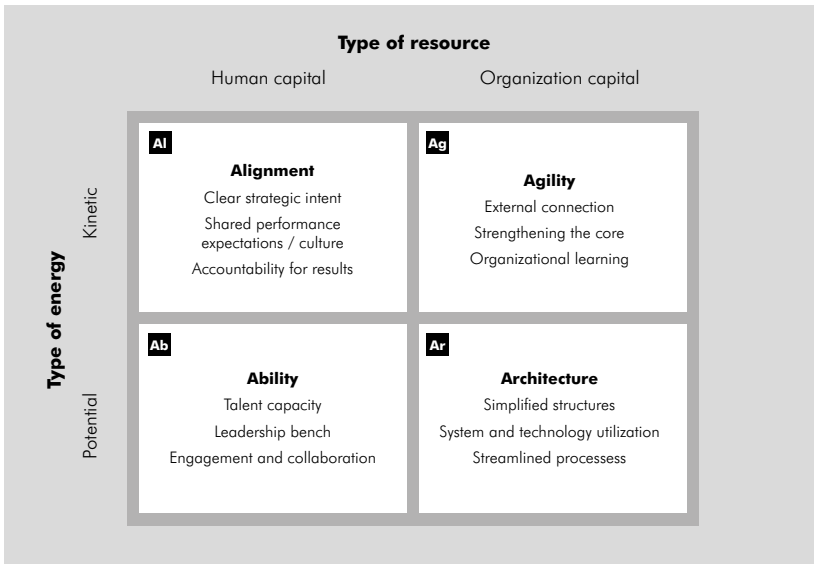 Type of resource
Human capital
Organization capital
Type of energy
Kinetic
Potential
Al
Alignment
Clear strategic intent
Shared performance
expectations / culture
Accountability for results
Ag
Agility
External connection
Strengthening the core
Organizational learning
Ab
Ability
Talent capacity
Leadership bench
Engagement and collaboration
Ar
Architecture
Simplified structures
System and technology utilization
Streamlined processess